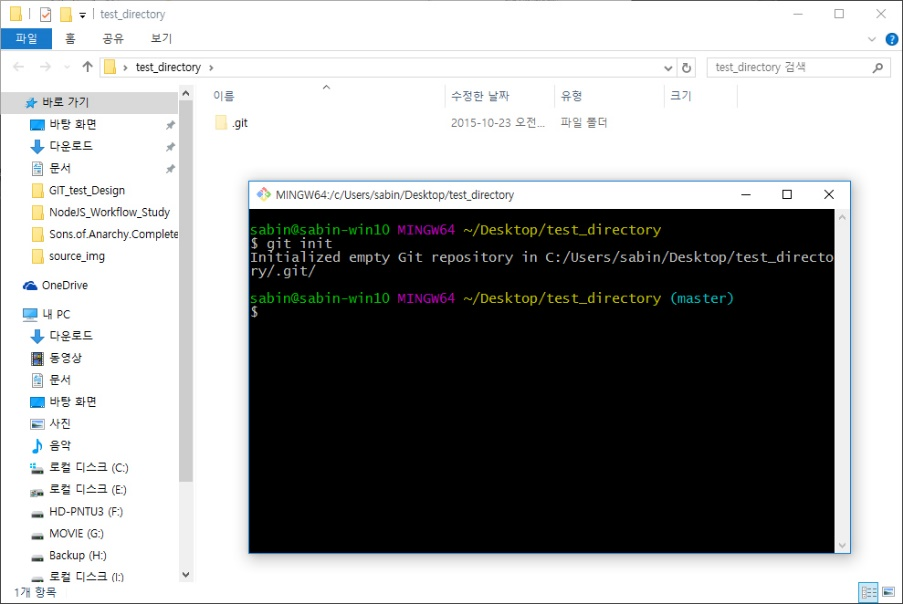 test_directory
파일
홈
공유
보기
test_directory
test_directory 검색
이름
수정한 날짜
유형
크기
.git
2015-10-23 오전...
파일 폴더
바로 가기
바탕 화면
다운로드
문서
GIT_test_Design
NodeJS_Workflow_Study
Sons.of.Anarchy.Complete
source_img
OneDrive
내 PC
다운로드
동영상
문서
바탕 화면
사진
음악
로컬 디스크 (C:)
로컬 디스크 (E:)
HD-PNTU3 (F:)
MOVIE (G:)
Backup (H:)
로컬 디스크 (I:)
1개 항목
MINGW64:/c/Users/sabin/Desktop/test_directory
sabin@sabin-win10 MINGW64 ~/Desktop/test_directory
$ git init
Initialized empty Git repository in C:/Users/sabin/Desktop/test_directo
ry/.git/
sabin@sabin-win10 MINGW64 ~/Desktop/test_directory (master)
$